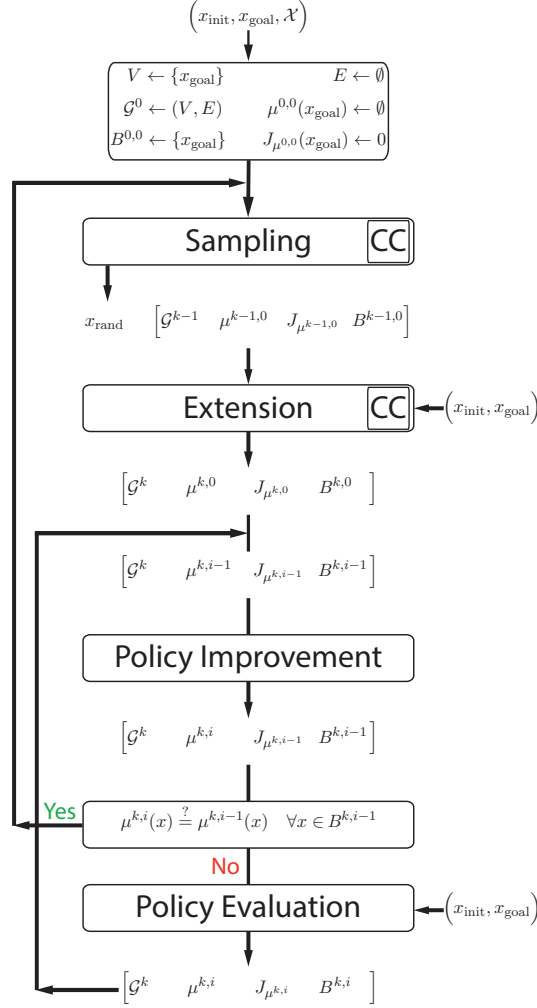 (x_init, x_goal, 𝒳)
V ← {x_goal} E ← ∅
𝒢^0 ← (V, E) μ^{0,0}(x_goal) ← ∅
B^{0,0} ← {x_goal} J_{μ^{0,0}}(x_goal) ← 0
Sampling CC
x_rand [𝒢^{k−1} μ^{k−1,0} J_{μ^{k−1,0}} B^{k−1,0}]
Extension CC (x_init, x_goal)
[𝒢^k μ^{k,0} J_{μ^{k,0}} B^{k,0}]
[𝒢^k μ^{k,i−1} J_{μ^{k,i−1}} B^{k,i−1}]
Policy Improvement
[𝒢^k μ^{k,i} J_{μ^{k,i−1}} B^{k,i−1}]
Yes μ^{k,i}(x) ≟ μ^{k,i−1}(x) ∀x ∈ B^{k,i−1}
No
Policy Evaluation (x_init, x_goal)
[𝒢^k μ^{k,i} J_{μ^{k,i}} B^{k,i}]